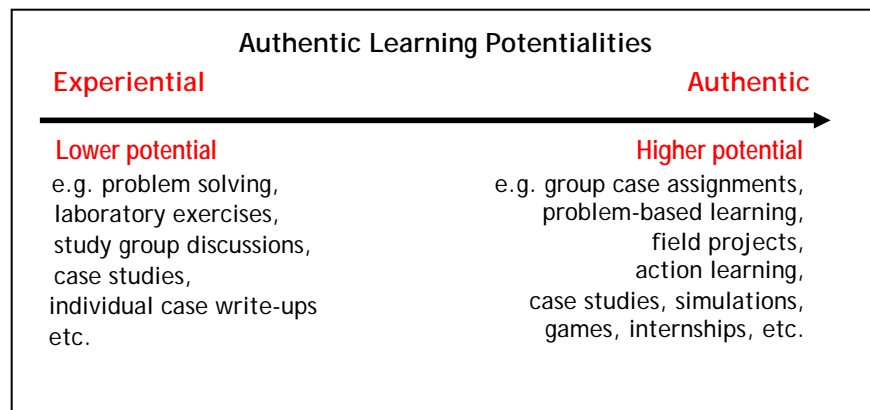 Authentic Learning Potentialities
Experiential
Authentic
Lower potential
e.g. problem solving,
laboratory exercises,
study group discussions,
case studies,
individual case write-ups
etc.
Higher potential
e.g. group case assignments,
problem-based learning,
field projects,
action learning,
case studies, simulations,
games, internships, etc.